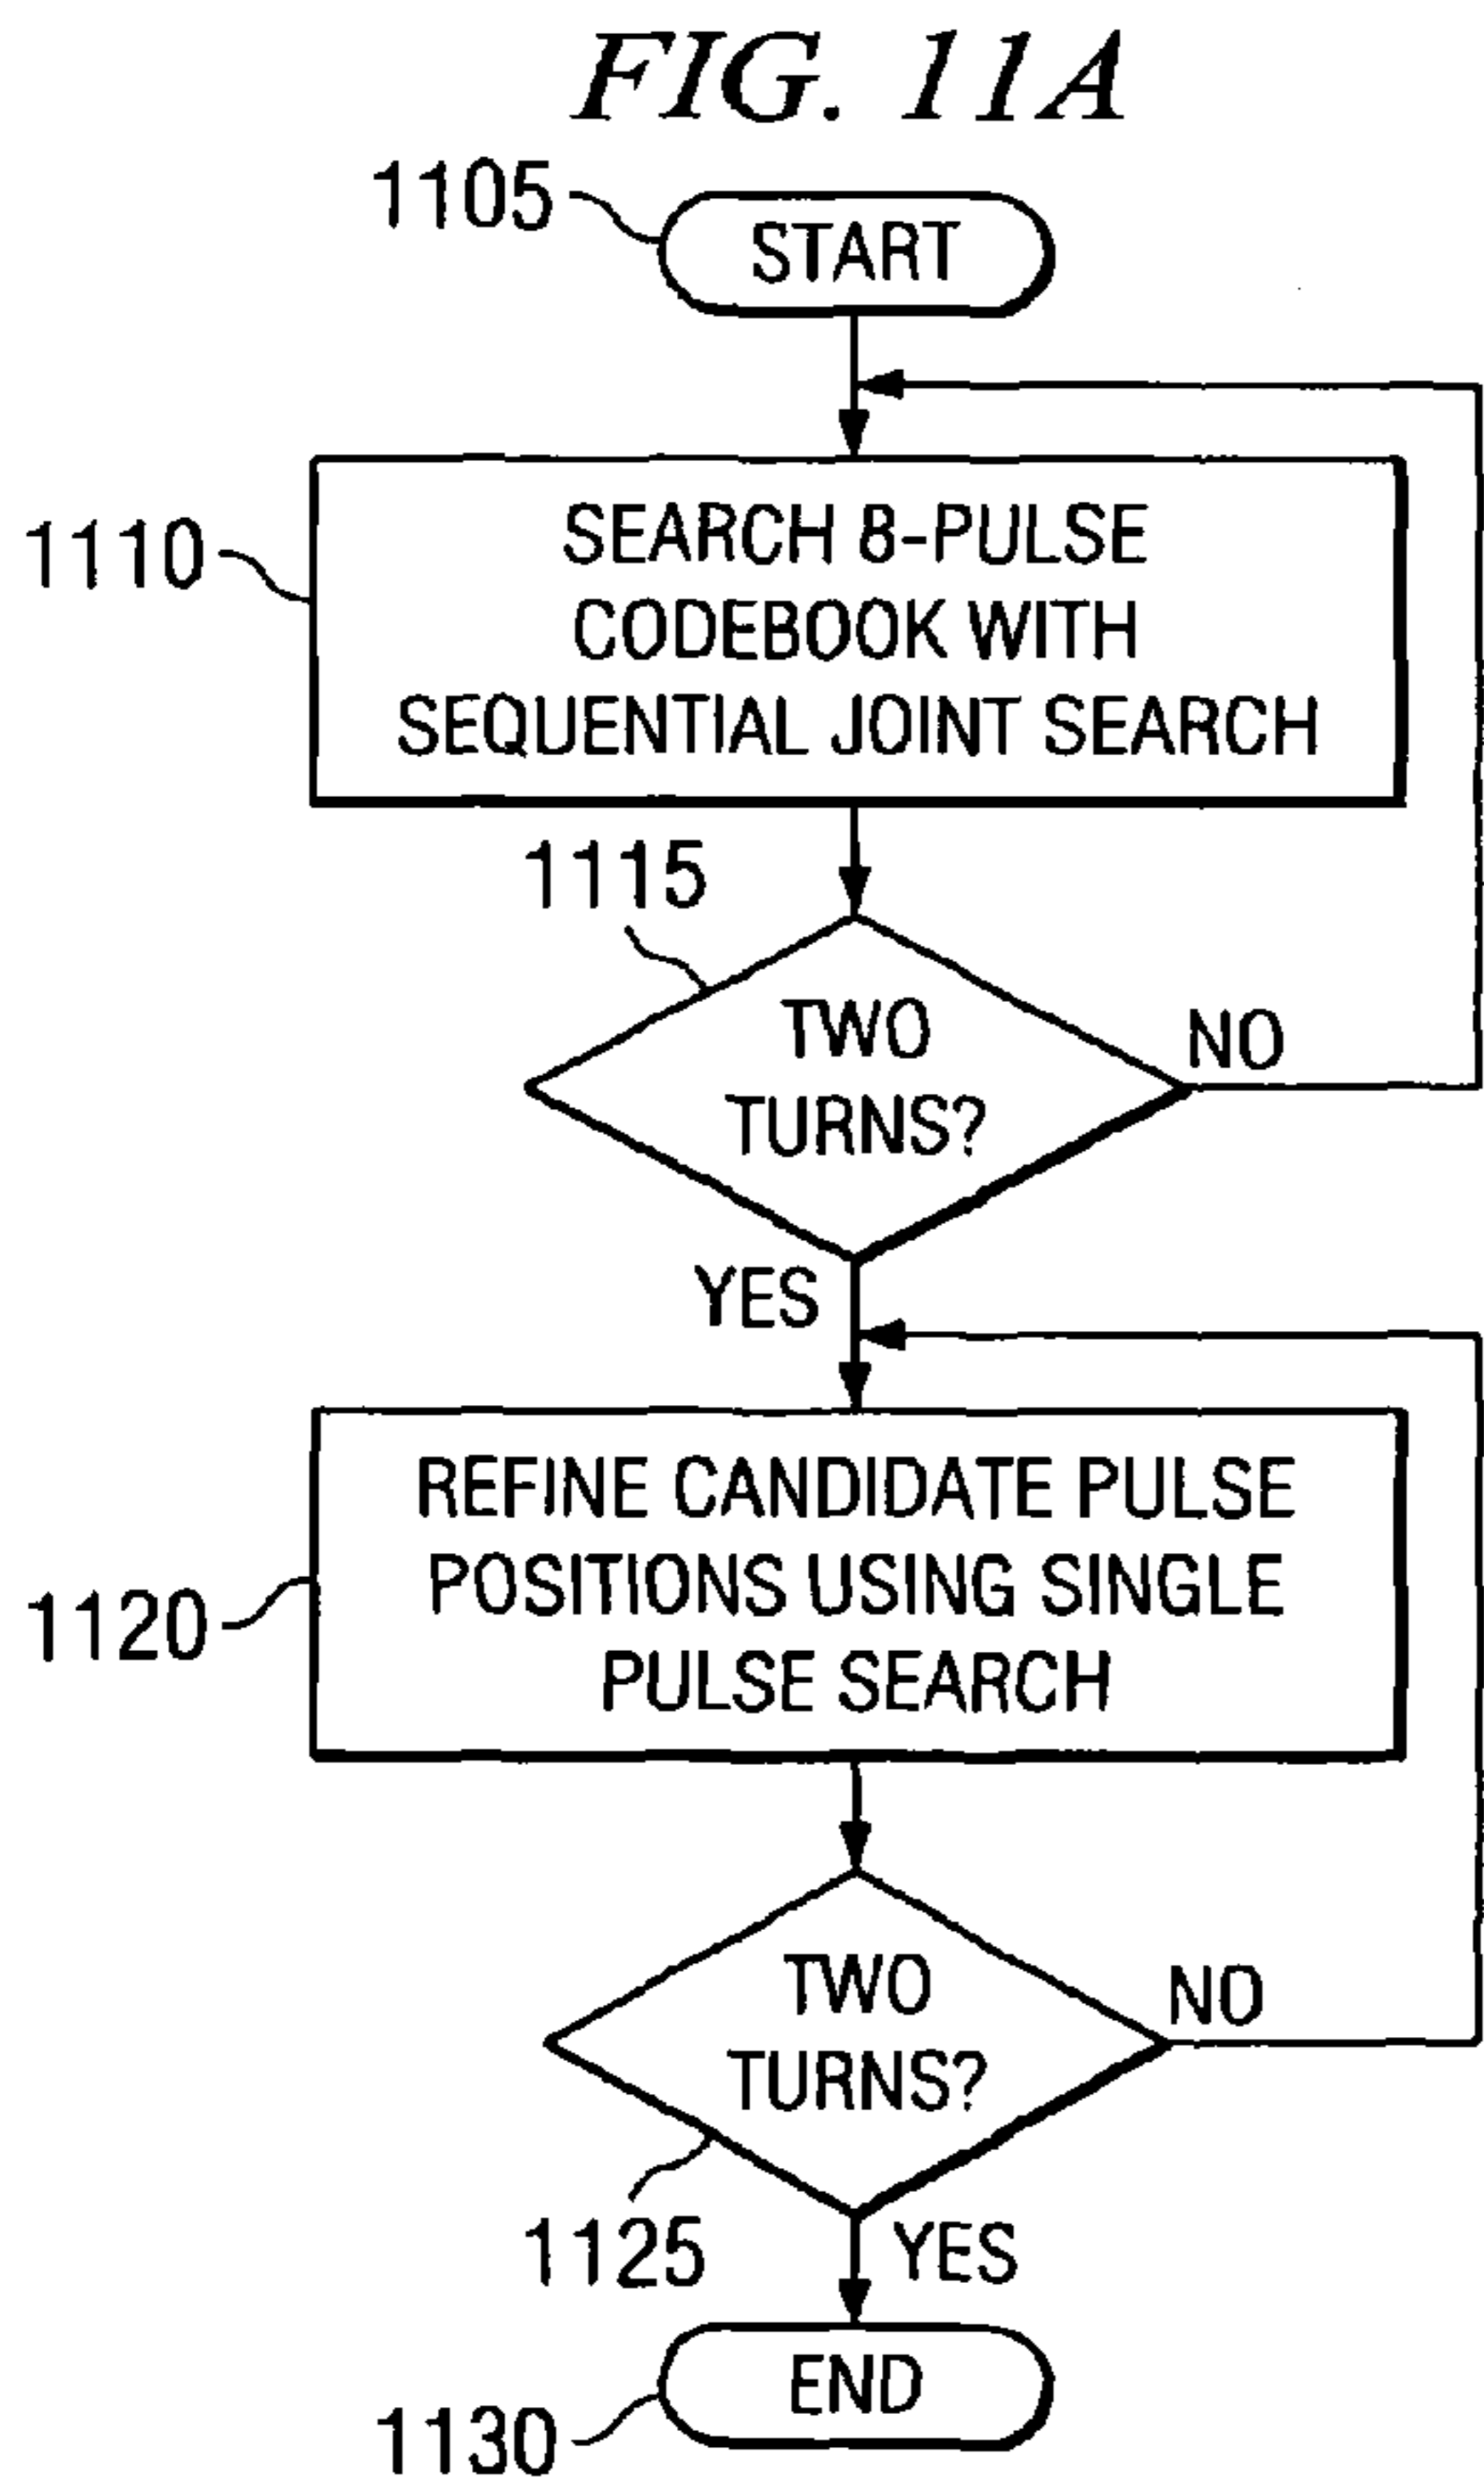 FIG. 11A
1105
START
1110
SEARCH 8-PULSE
CODEBOOK WITH
SEQUENTIAL JOINT SEARCH
1115
TWO
TURNS?
NO
YES
1120
REFINE CANDIDATE PULSE
POSITIONS USING SINGLE
PULSE SEARCH
TWO
TURNS?
NO
1125
YES
END
1130